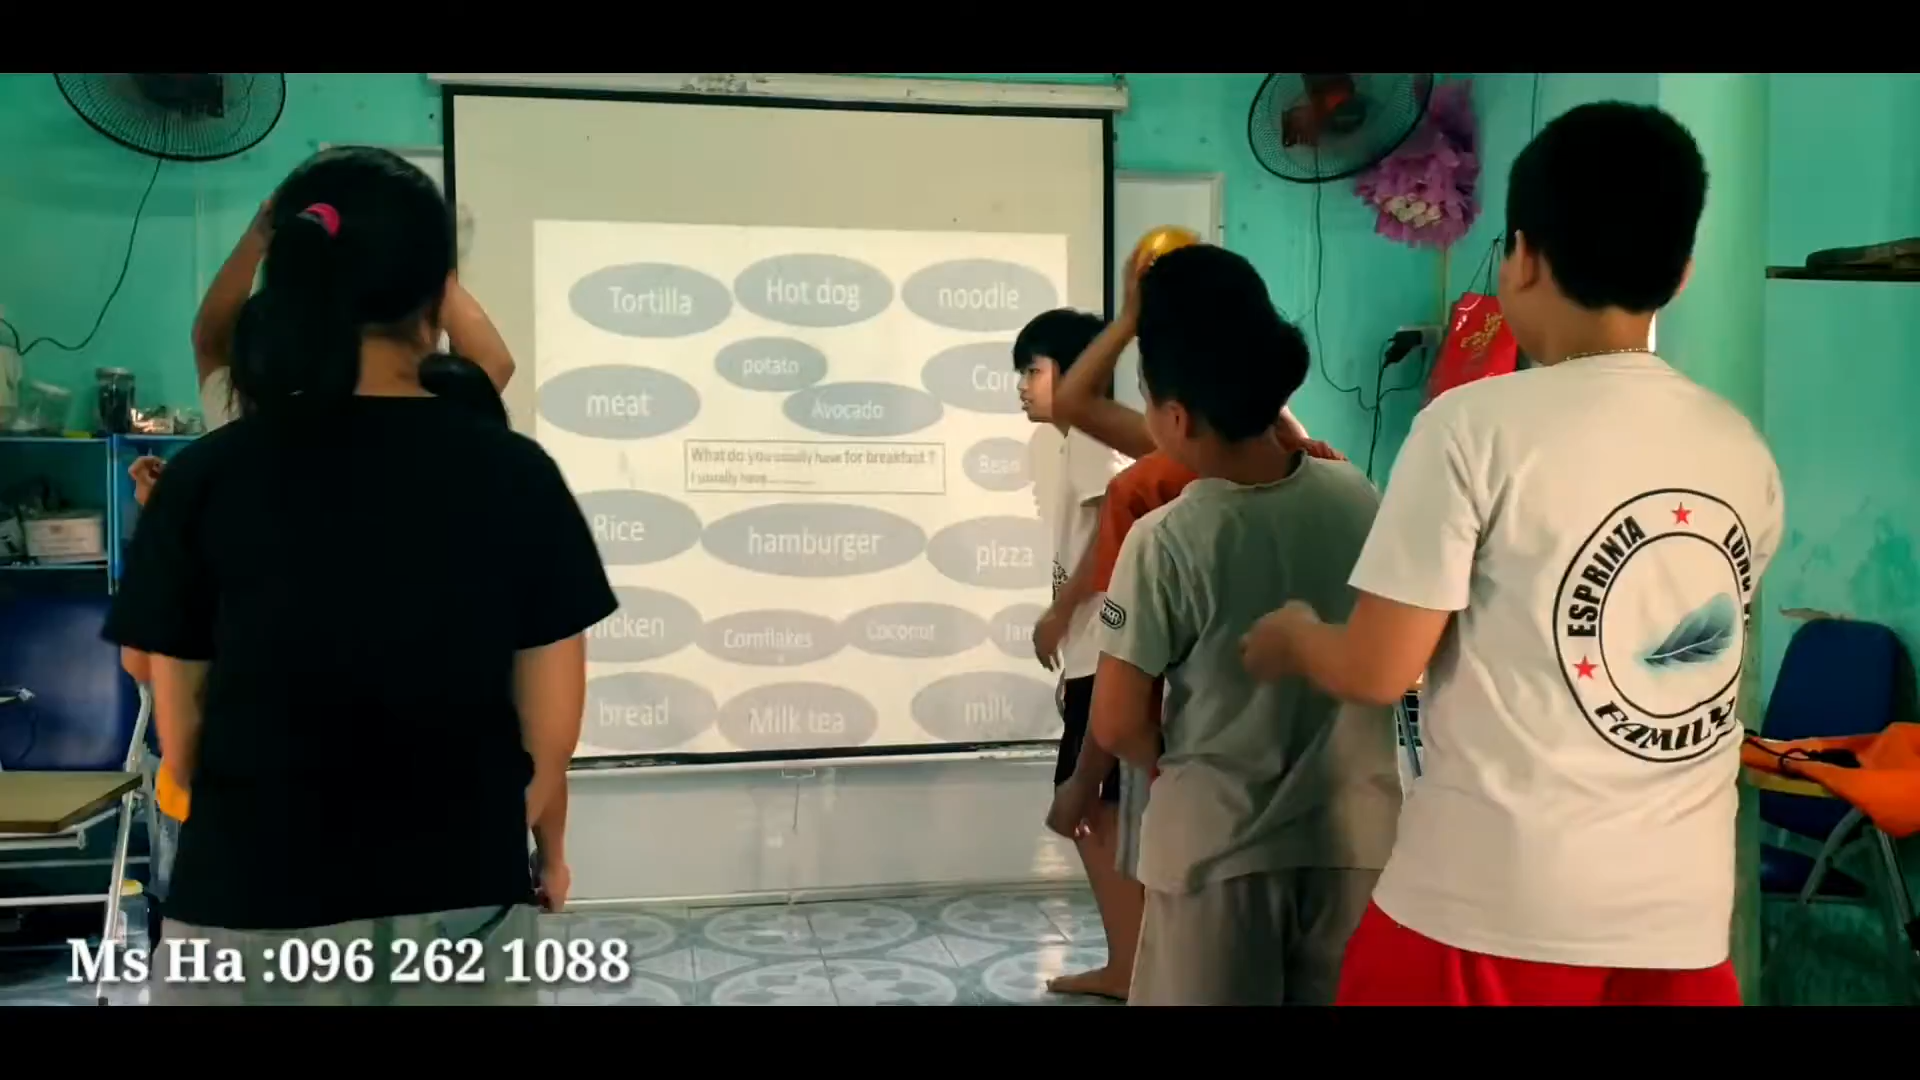 Tortilla
Hot dog
noodle
potato
meat
Avocado
What do you usually have for breakfast ?
I usually have
Bean
Rice
hamburger
pizza
Cornflakes
Coconut
bread
Milk tea
milk
ESPRINTA
FAMILY
Ms Ha :096 262 1088